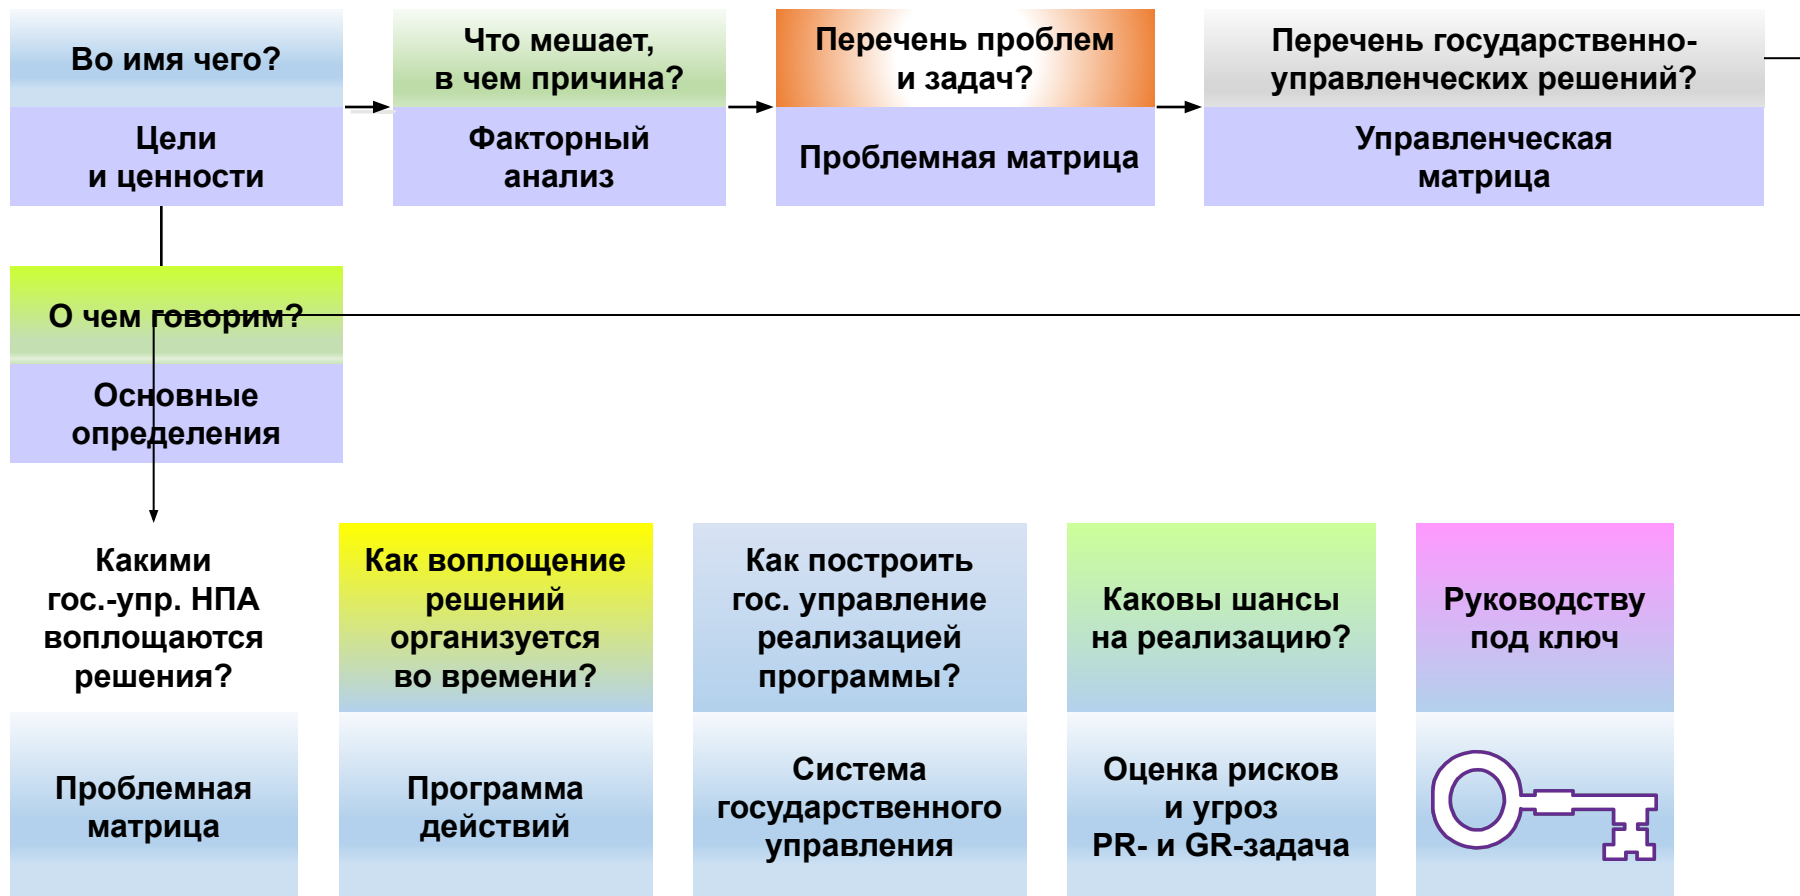 Во имя чего?
Цели
и ценности
Что мешает,
в чем причина?
Факторный
анализ
Перечень проблем
и задач?
Проблемная матрица
Перечень государственно-
управленческих решений?
Управленческая
матрица
О чем говорим?
Основные
определения
Какими
гос.-упр. НПА
воплощаются
решения?
Проблемная
матрица
Как воплощение
решений
организуется
во времени?
Программа
действий
Как построить
гос. управление
реализацией
программы?
Система
государственного
управления
Каковы шансы
на реализацию?
Оценка рисков
и угроз
PR- и GR-задача
Руководству
под ключ